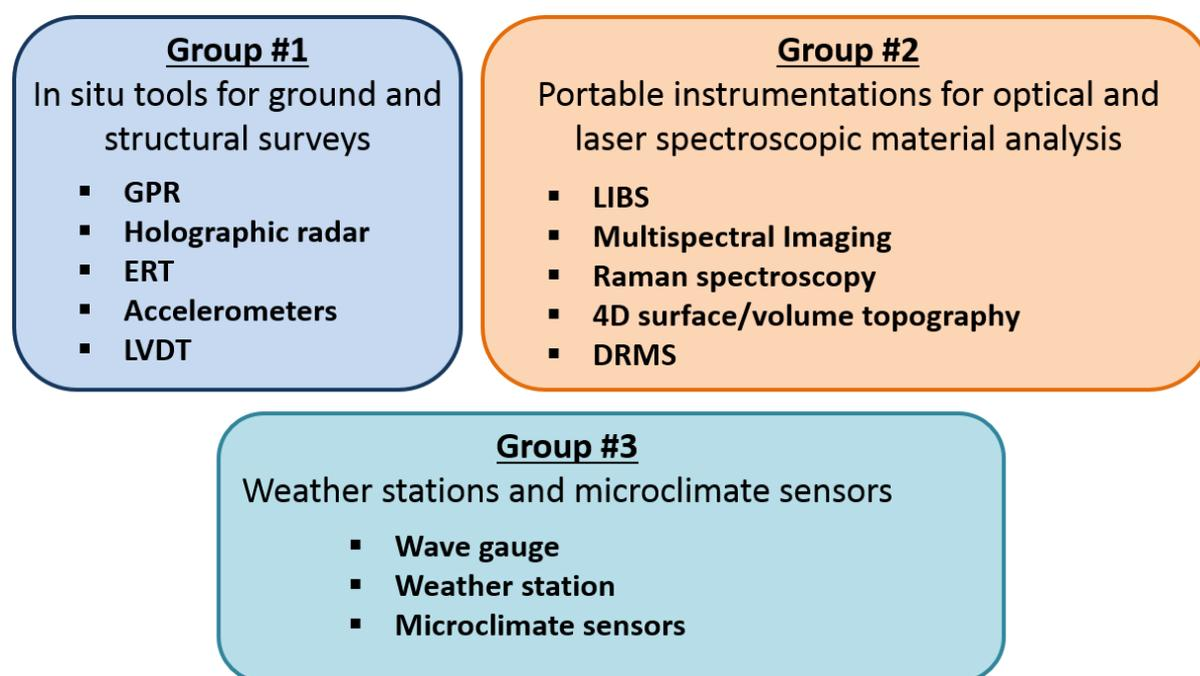 Group #1
In situ tools for ground and
structural surveys
▪ GPR
▪ Holographic radar
▪ ERT
▪ Accelerometers
▪ LVDT
Group #2
Portable instrumentations for optical and
laser spectroscopic material analysis
▪ LIBS
▪ Multispectral Imaging
▪ Raman spectroscopy
▪ 4D surface/volume topography
▪ DRMS
Group #3
Weather stations and microclimate sensors
▪ Wave gauge
▪ Weather station
▪ Microclimate sensors